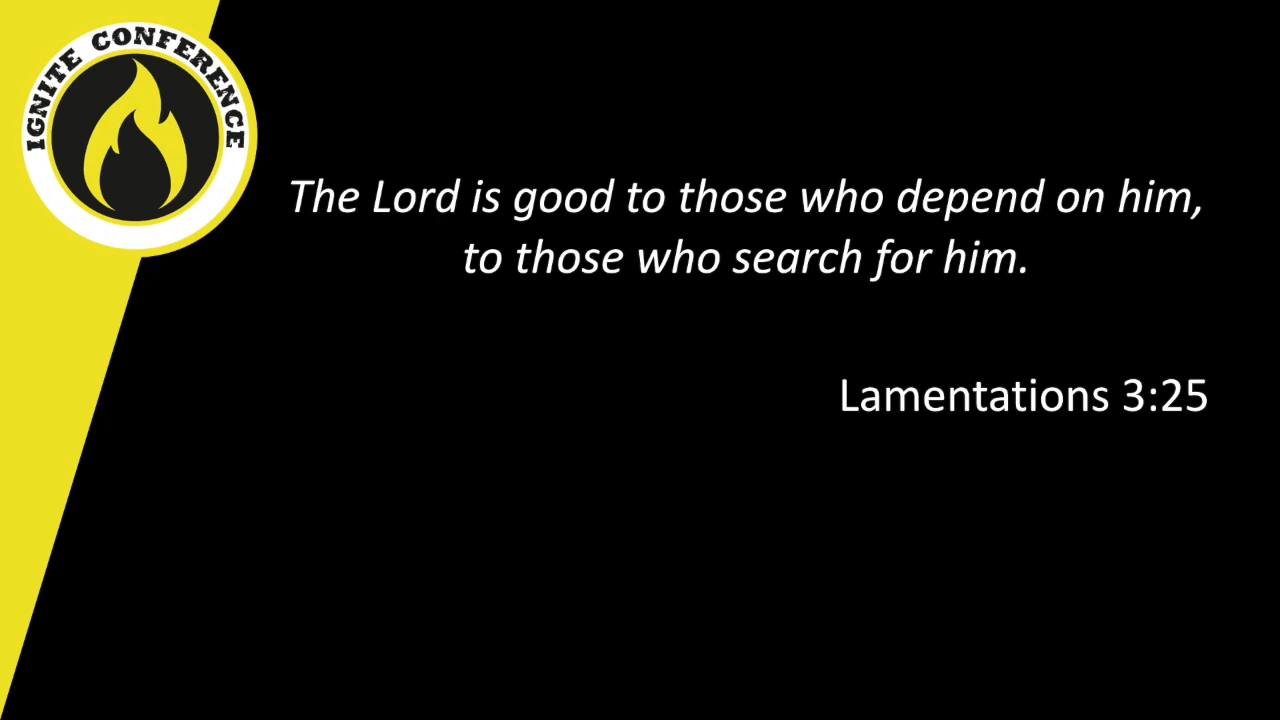 IGNITE CONFERENCE
The Lord is good to those who depend on him,
to those who search for him.
Lamentations 3:25